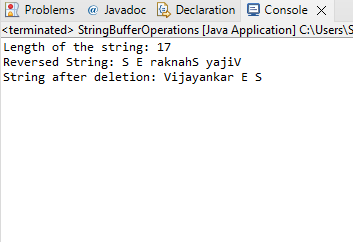 Problems @ Javadoc Declaration Console
<terminated> StringBufferOperations [Java Application] C:\Users\S
Length of the string: 17
Reversed String: S E raknahS yajiV
String after deletion: Vijayankar E S